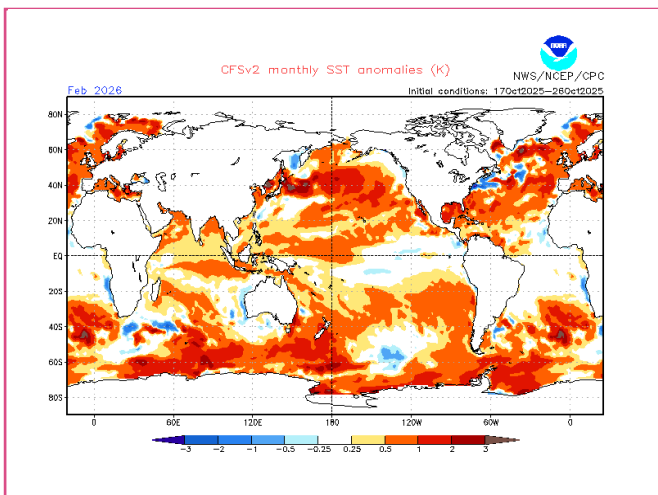 NOAA
CFSv2 monthly SST anomalies (K)
NWS/NCEP/CPC
Feb 2026
Initial conditions: 17Oct2025-26Oct2025
80N
60N
40N
20N
EQ
20S
40S
60S
80S
0 60E 120E 180 120W 60W 0
-3 -2 -1 -0.5 -0.25 0.25 0.5 1 2 3